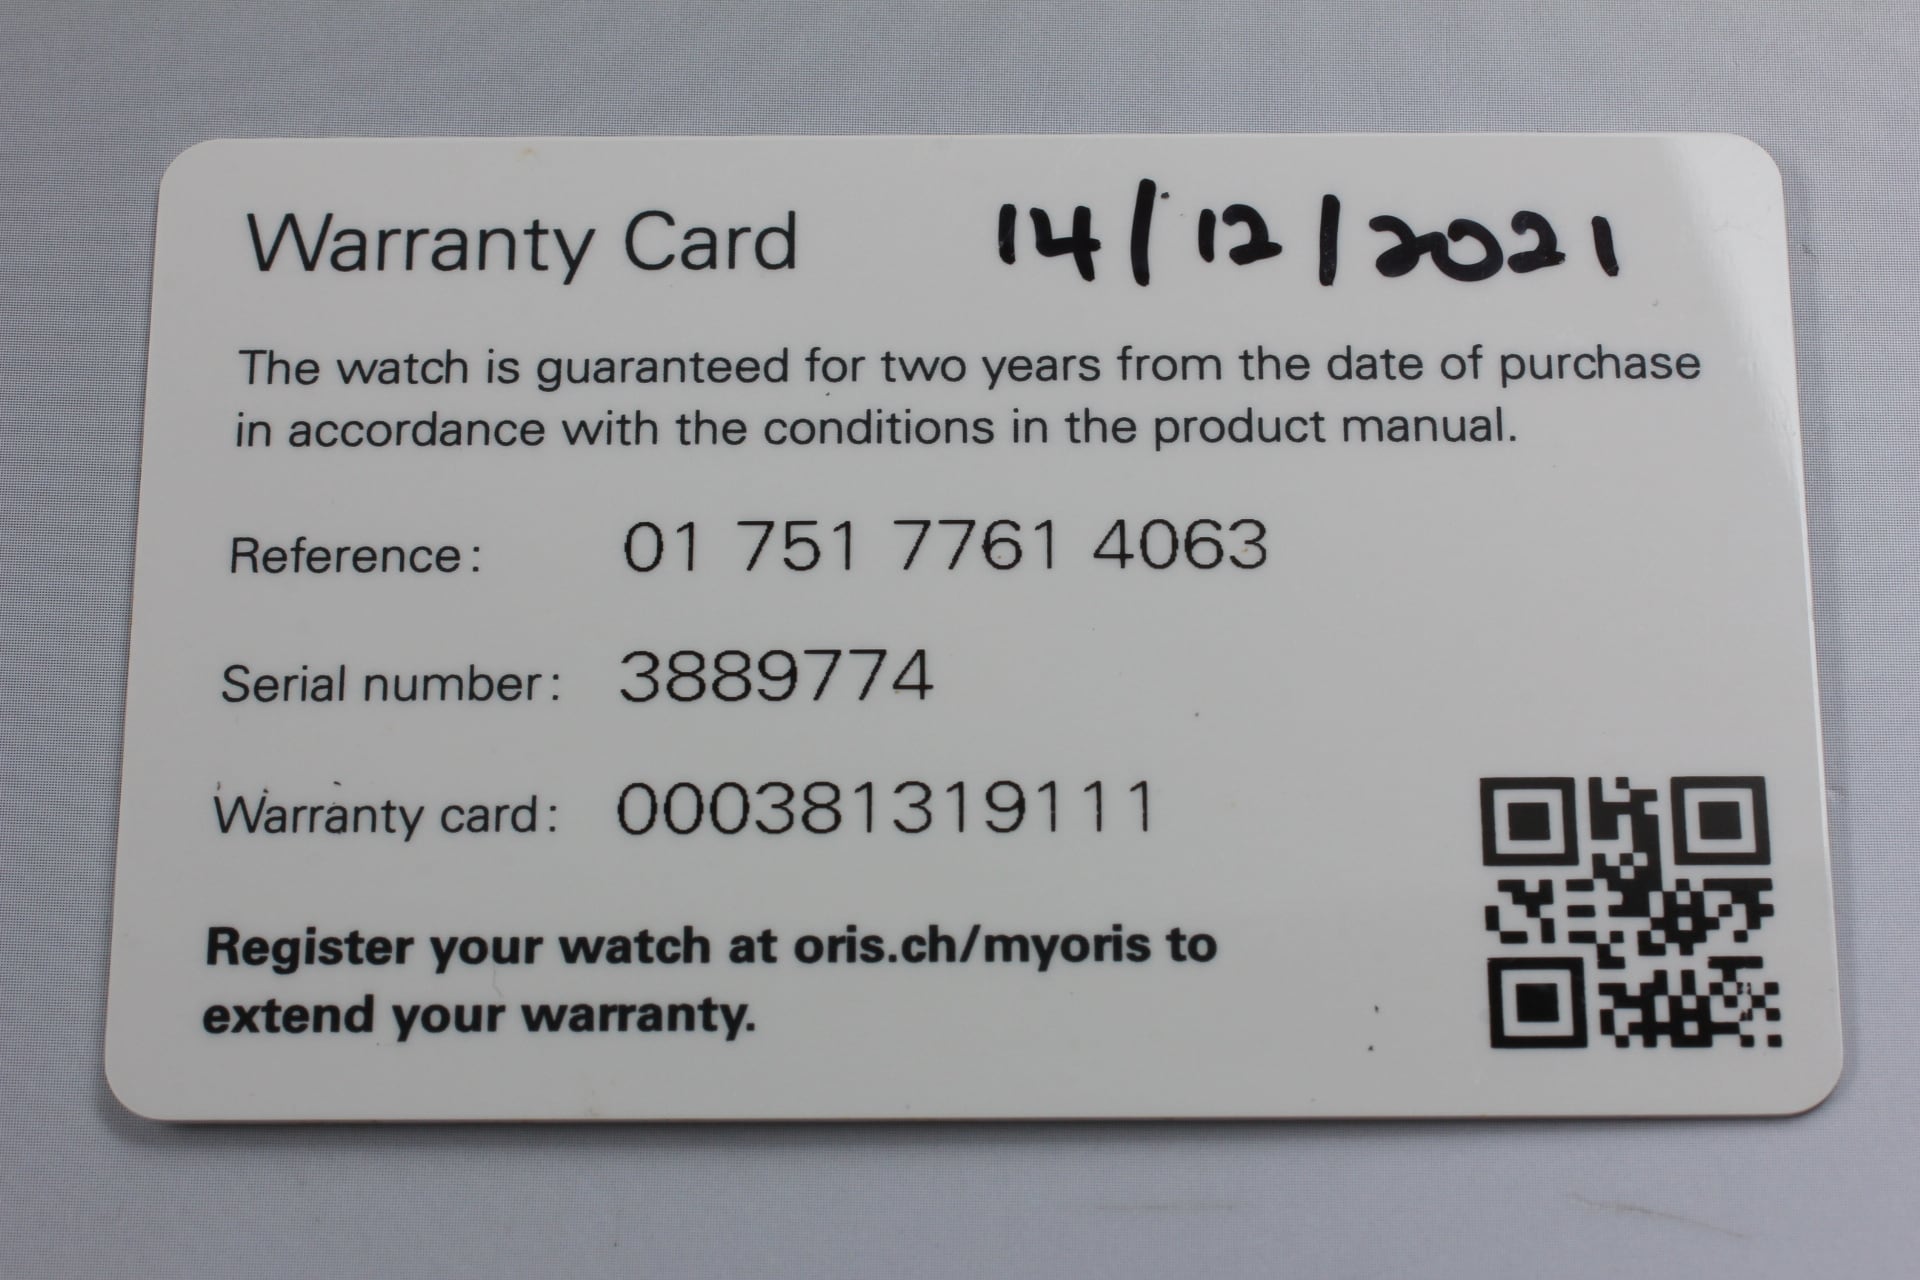 Warranty Card 14/12/2021
The watch is guaranteed for two years from the date of purchase
in accordance with the conditions in the product manual.
Reference: 01 751 7761 4063
Serial number: 3889774
Warranty card: 000381319111
Register your watch at oris.ch/myoris to
extend your warranty.